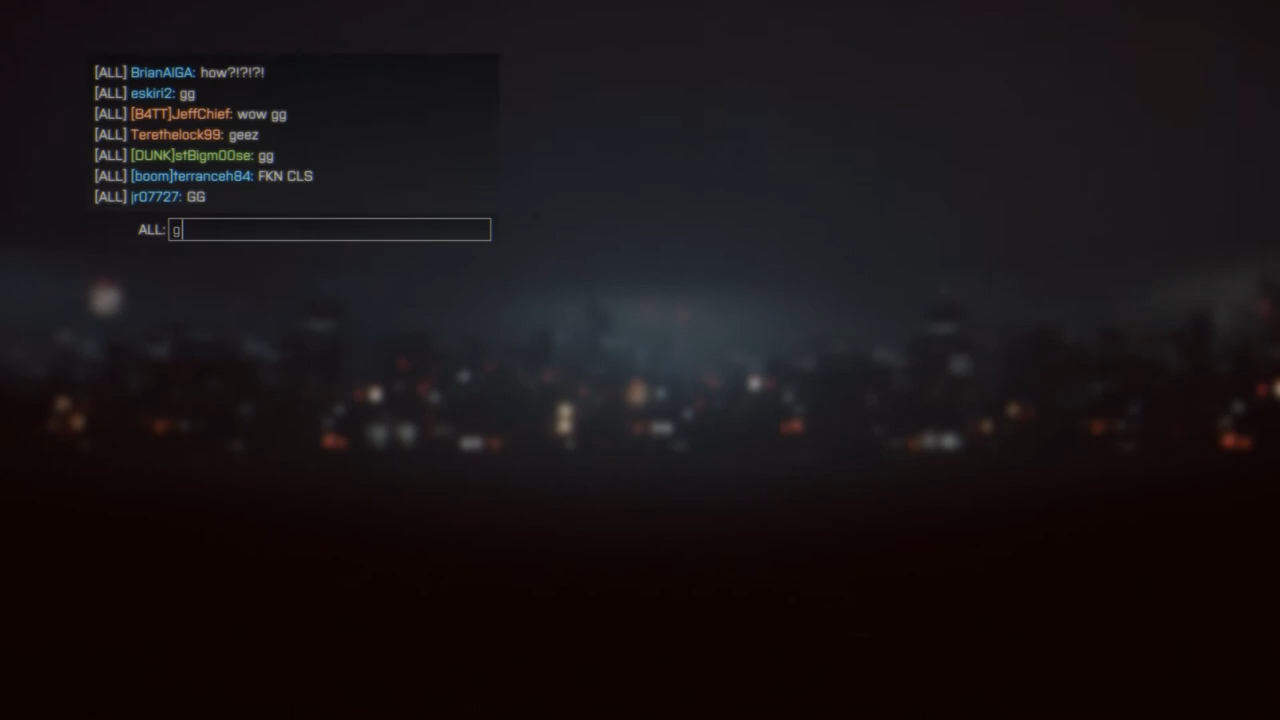 [ALL] BrianAIGA: how?!?!?!
[ALL] eskiri2: gg
[ALL] [B4TT]JeffChief: wow gg
[ALL] Terethelock99: geez
[ALL] [DUNK]stBigm00se: gg
[ALL] [boom]terranceh84: FKN CLS
[ALL] jr07727: GG
ALL: g